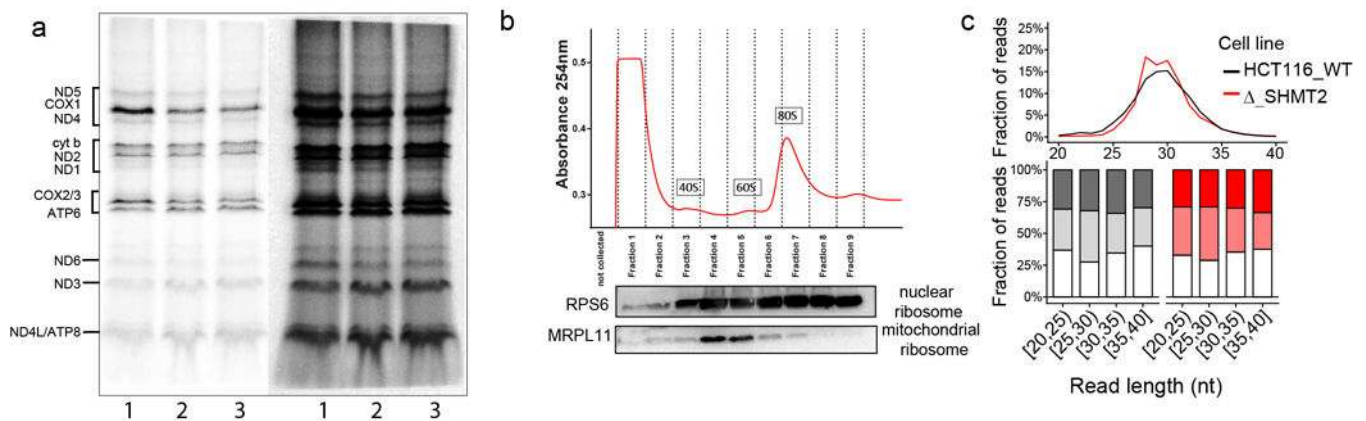 a
ND5
COX1
ND4
cyt b
ND2
ND1
COX2/3
ATP6
ND6
ND3
ND4L/ATP8
1 2 3 1 2 3
b
Absorbance 254nm
0.5
0.4
0.3
40S
60S
80S
not collected
Fraction 1
Fraction 2
Fraction 3
Fraction 4
Fraction 5
Fraction 6
Fraction 7
Fraction 8
Fraction 9
RPS6
nuclear
ribosome
MRPL11
mitochondrial
ribosome
c
Fraction of reads
25%
20%
15%
10%
5%
0%
20 25 30 35 40
Cell line
HCT116_WT
Δ_SHMT2
Fraction of reads
100%
75%
50%
25%
0%
[20,25)
[25,30)
[30,35)
[35,40]
[20,25)
[25,30)
[30,35)
[35,40]
Read length (nt)